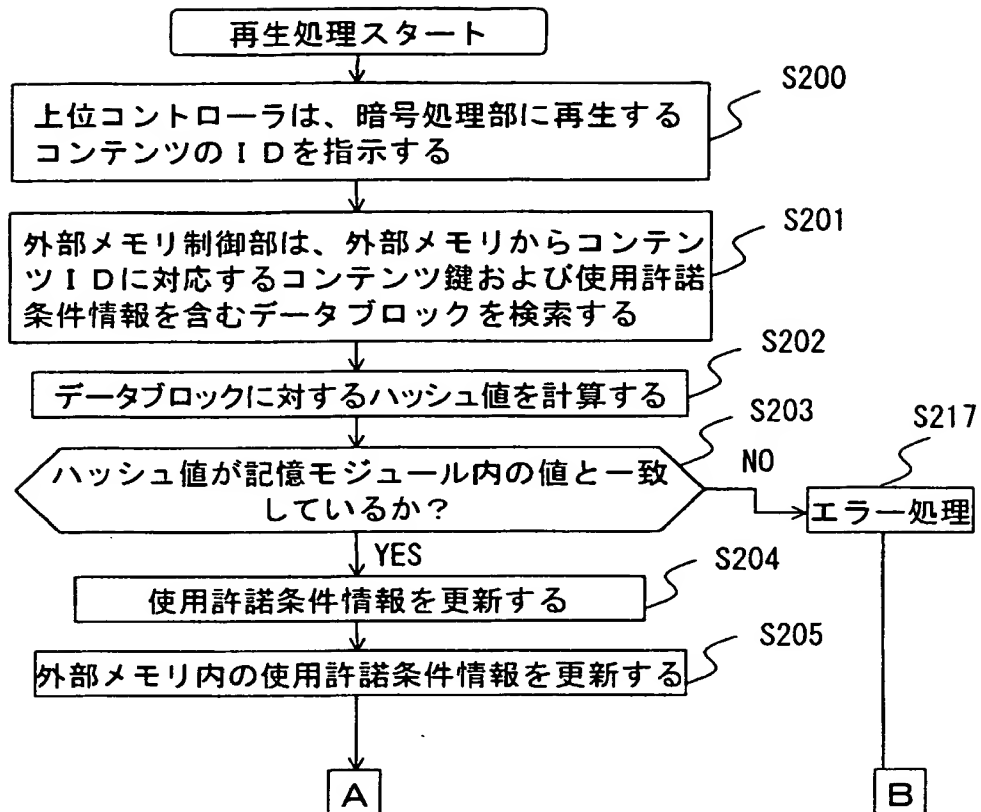 再生処理スタート
S200
上位コントローラは、暗号処理部に再生する
コンテンツのＩＤを指示する
S201
外部メモリ制御部は、外部メモリからコンテン
ツＩＤに対応するコンテンツ鍵および使用許諾
条件情報を含むデータブロックを検索する
S202
データブロックに対するハッシュ値を計算する
S203
ハッシュ値が記憶モジュール内の値と一致
しているか？
NO
S217
エラー処理
YES
S204
使用許諾条件情報を更新する
S205
外部メモリ内の使用許諾条件情報を更新する
A
B